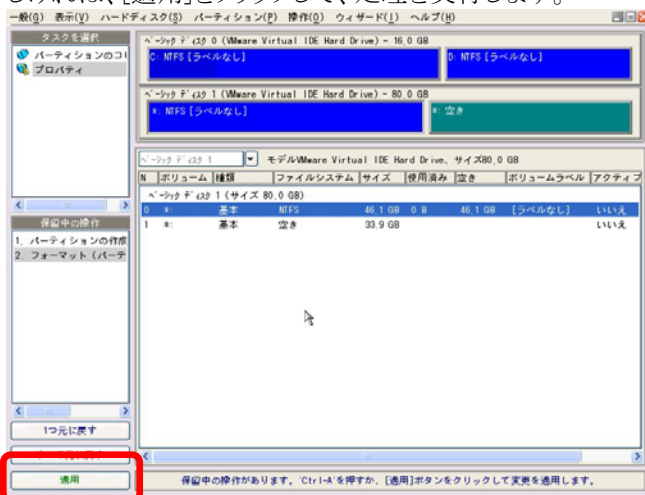 一般(G) 表示(V) ハードディスク(S) パーティション(P) 操作(O) ウィザード(I) ヘルプ(H)
タスクを選択
パーティションのコ
プロパティ
ベーシック ディスク 0 (VMware Virtual IDE Hard Drive) - 16.0 GB
C: NTFS [ラベルなし]
D: NTFS [ラベルなし]
ベーシック ディスク 1 (VMware Virtual IDE Hard Drive) - 80.0 GB
*: NTFS [ラベルなし]
*: 空き
ベーシック ディスク 1
モデルVMware Virtual IDE Hard Drive、サイズ80.0 GB
N ボリューム 種類 ファイルシステム サイズ 使用済み 空き ボリュームラベル アクティブ
ベーシック ディスク 1 (サイズ 80.0 GB)
0 *: 基本 NTFS 46.1 GB 0 B 46.1 GB [ラベルなし] いいえ
1 *: 基本 空き 33.9 GB いいえ
保留中の操作
1. パーティションの作成
2. フォーマット (パーテ
1つ元に戻す
適用
保留中の操作があります。'Ctrl-A'を押すか、[適用]ボタンをクリックして変更を適用します。